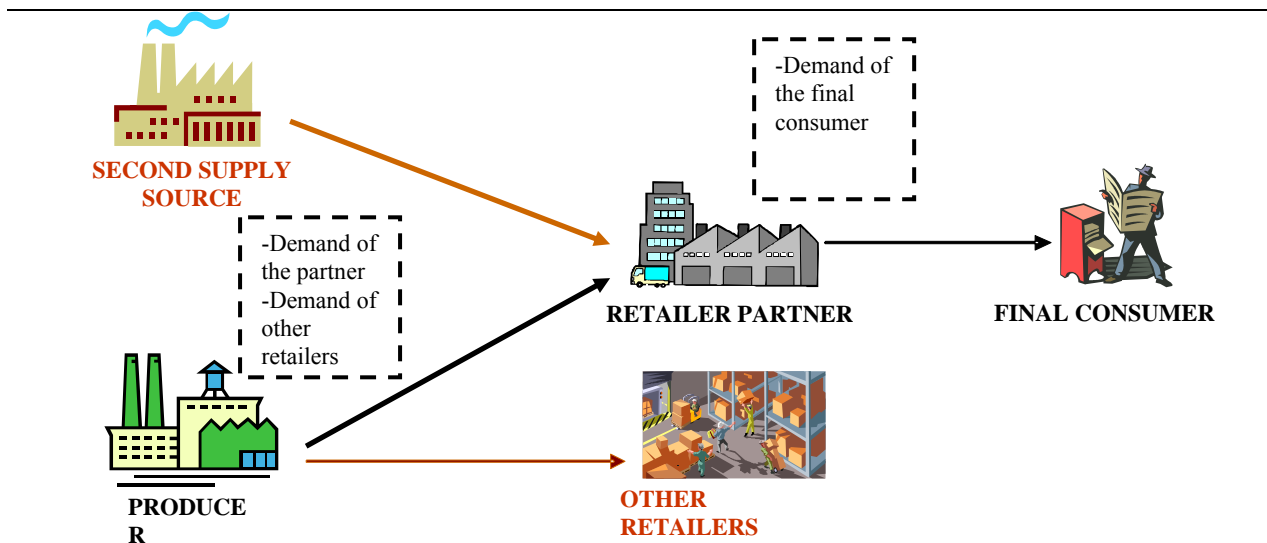 -Demand of
the final
consumer
SECOND SUPPLY
SOURCE
-Demand of
the partner
-Demand of
other
retailers
RETAILER PARTNER
FINAL CONSUMER
PRODUCE
R
OTHER
RETAILERS